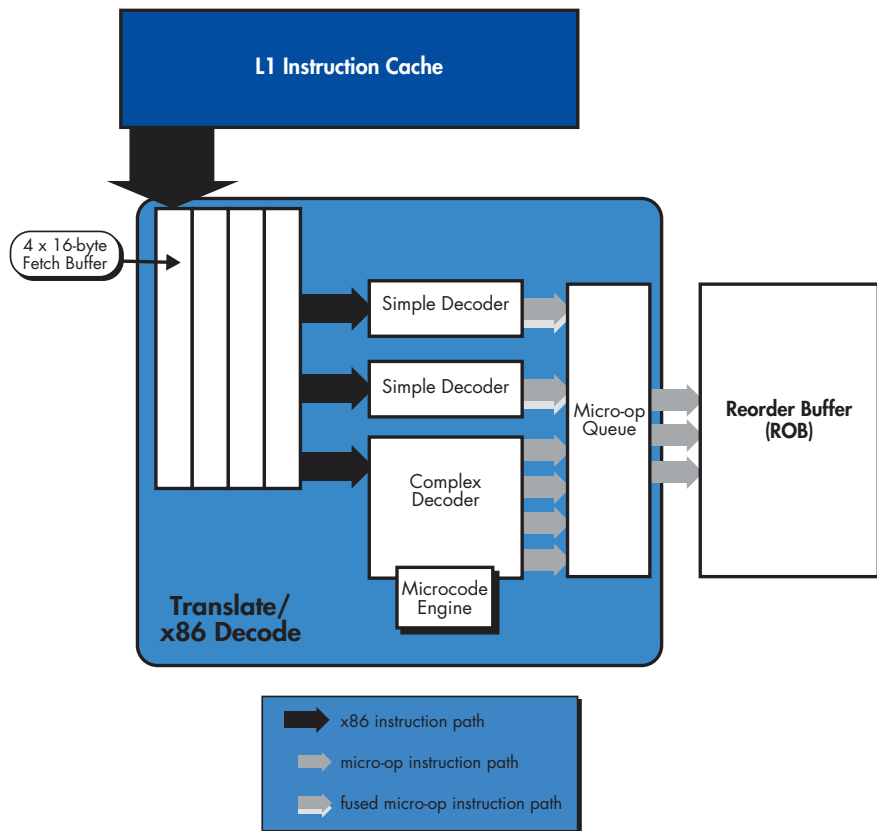 L1 Instruction Cache
4 x 16-byte
Fetch Buffer
Simple Decoder
Simple Decoder
Complex
Decoder
Microcode
Engine
Micro-op
Queue
Reorder Buffer
(ROB)
Translate/
x86 Decode
x86 instruction path
micro-op instruction path
fused micro-op instruction path